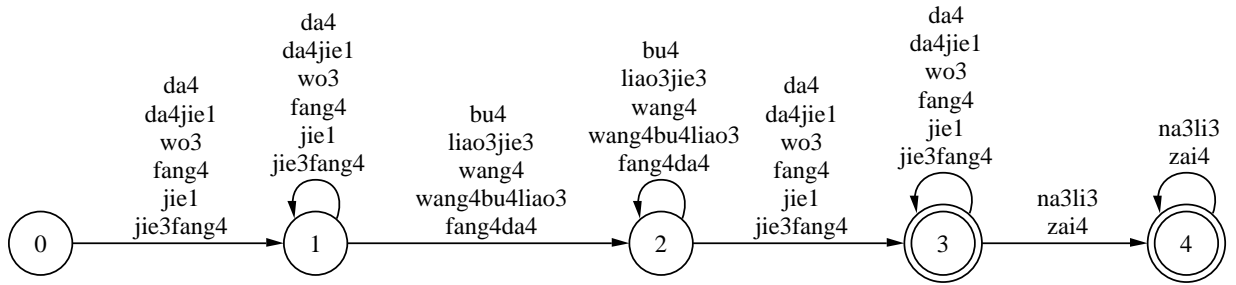 da4
da4jie1
wo3
fang4
jie1
jie3fang4
da4
da4jie1
wo3
fang4
jie1
jie3fang4
bu4
liao3jie3
wang4
wang4bu4liao3
fang4da4
bu4
liao3jie3
wang4
wang4bu4liao3
fang4da4
da4
da4jie1
wo3
fang4
jie1
jie3fang4
da4
da4jie1
wo3
fang4
jie1
jie3fang4
na3li3
zai4
na3li3
zai4
0
1
2
3
4